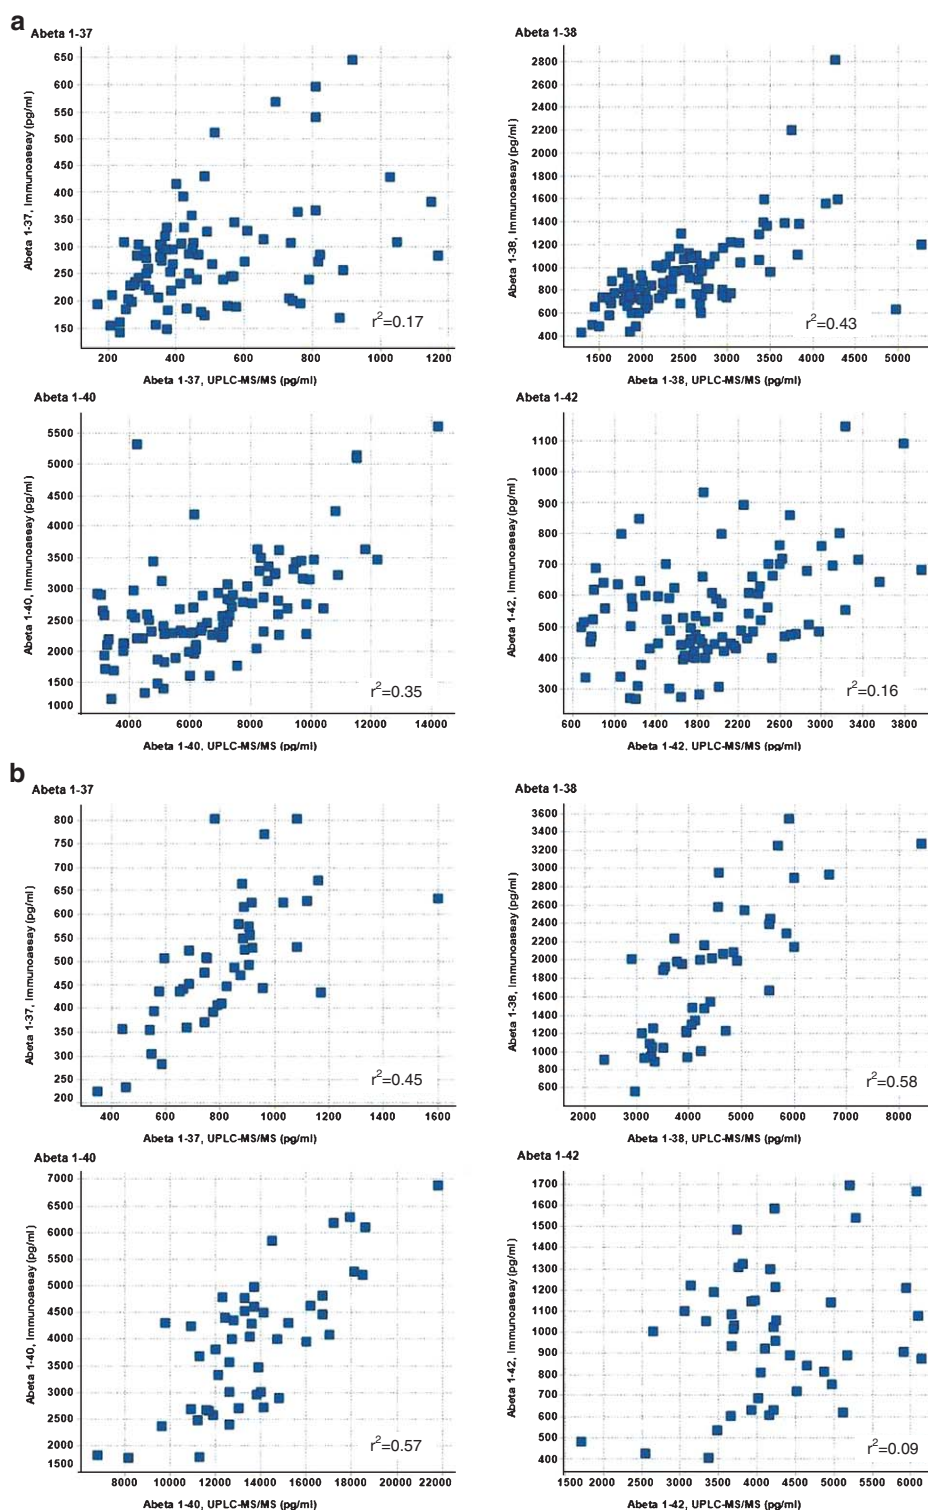 a
Abeta 1-37
Abeta 1-37, Immunoassay (pg/ml)
650
600
550
500
450
400
350
300
250
200
150
r²=0.17
200 400 600 800 1000 1200
Abeta 1-37, UPLC-MS/MS (pg/ml)
Abeta 1-38
Abeta 1-38, Immunoassay (pg/ml)
2800
2600
2400
2200
2000
1800
1600
1400
1200
1000
800
600
400
r²=0.43
1500 2000 2500 3000 3500 4000 4500 5000
Abeta 1-38, UPLC-MS/MS (pg/ml)
Abeta 1-40
Abeta 1-40, Immunoassay (pg/ml)
5500
5000
4500
4000
3500
3000
2500
2000
1500
1000
r²=0.35
4000 6000 8000 10000 12000 14000
Abeta 1-40, UPLC-MS/MS (pg/ml)
Abeta 1-42
Abeta 1-42, Immunoassay (pg/ml)
1100
1000
900
800
700
600
500
400
300
r²=0.16
600 1000 1400 1800 2200 2600 3000 3400 3800
Abeta 1-42, UPLC-MS/MS (pg/ml)
b
Abeta 1-37
Abeta 1-37, Immunoassay (pg/ml)
800
750
700
650
600
550
500
450
400
350
300
250
200
r²=0.45
400 600 800 1000 1200 1400 1600
Abeta 1-37, UPLC-MS/MS (pg/ml)
Abeta 1-38
Abeta 1-38, Immunoassay (pg/ml)
3600
3400
3200
3000
2800
2600
2400
2200
2000
1800
1600
1400
1200
1000
800
600
r²=0.58
2000 3000 4000 5000 6000 7000 8000
Abeta 1-38, UPLC-MS/MS (pg/ml)
Abeta 1-40
Abeta 1-40, Immunoassay (pg/ml)
7000
6500
6000
5500
5000
4500
4000
3500
3000
2500
2000
1500
r²=0.57
8000 10000 12000 14000 16000 18000 20000 22000
Abeta 1-40, UPLC-MS/MS (pg/ml)
Abeta 1-42
Abeta 1-42, Immunoassay (pg/ml)
1700
1600
1500
1400
1300
1200
1100
1000
900
800
700
600
500
400
r²=0.09
1500 2000 2500 3000 3500 4000 4500 5000 5500 6000
Abeta 1-42, UPLC-MS/MS (pg/ml)